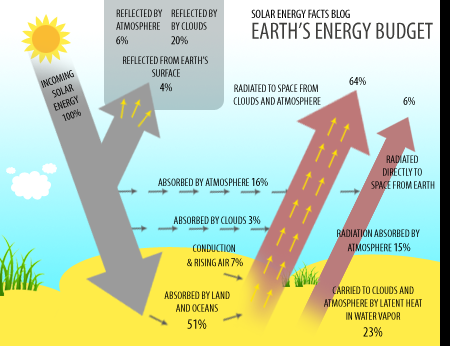 SOLAR ENERGY FACTS BLOG
EARTH'S ENERGY BUDGET
REFLECTED BY
ATMOSPHERE
6%
REFLECTED BY
BY CLOUDS
20%
REFLECTED FROM EARTH'S
SURFACE
4%
INCOMING
SOLAR
ENERGY
100%
64%
RADIATED TO SPACE FROM
CLOUDS AND ATMOSPHERE
6%
RADIATED
DIRECTLY TO
SPACE FROM EARTH
ABSORBED BY ATMOSPHERE 16%
ABSORBED BY CLOUDS 3%
CONDUCTION
& RISING AIR 7%
RADIATION ABSORBED BY
ATMOSPHERE 15%
ABSORBED BY LAND
AND OCEANS
51%
CARRIED TO CLOUDS AND
ATMOSPHERE BY LATENT HEAT
IN WATER VAPOR
23%